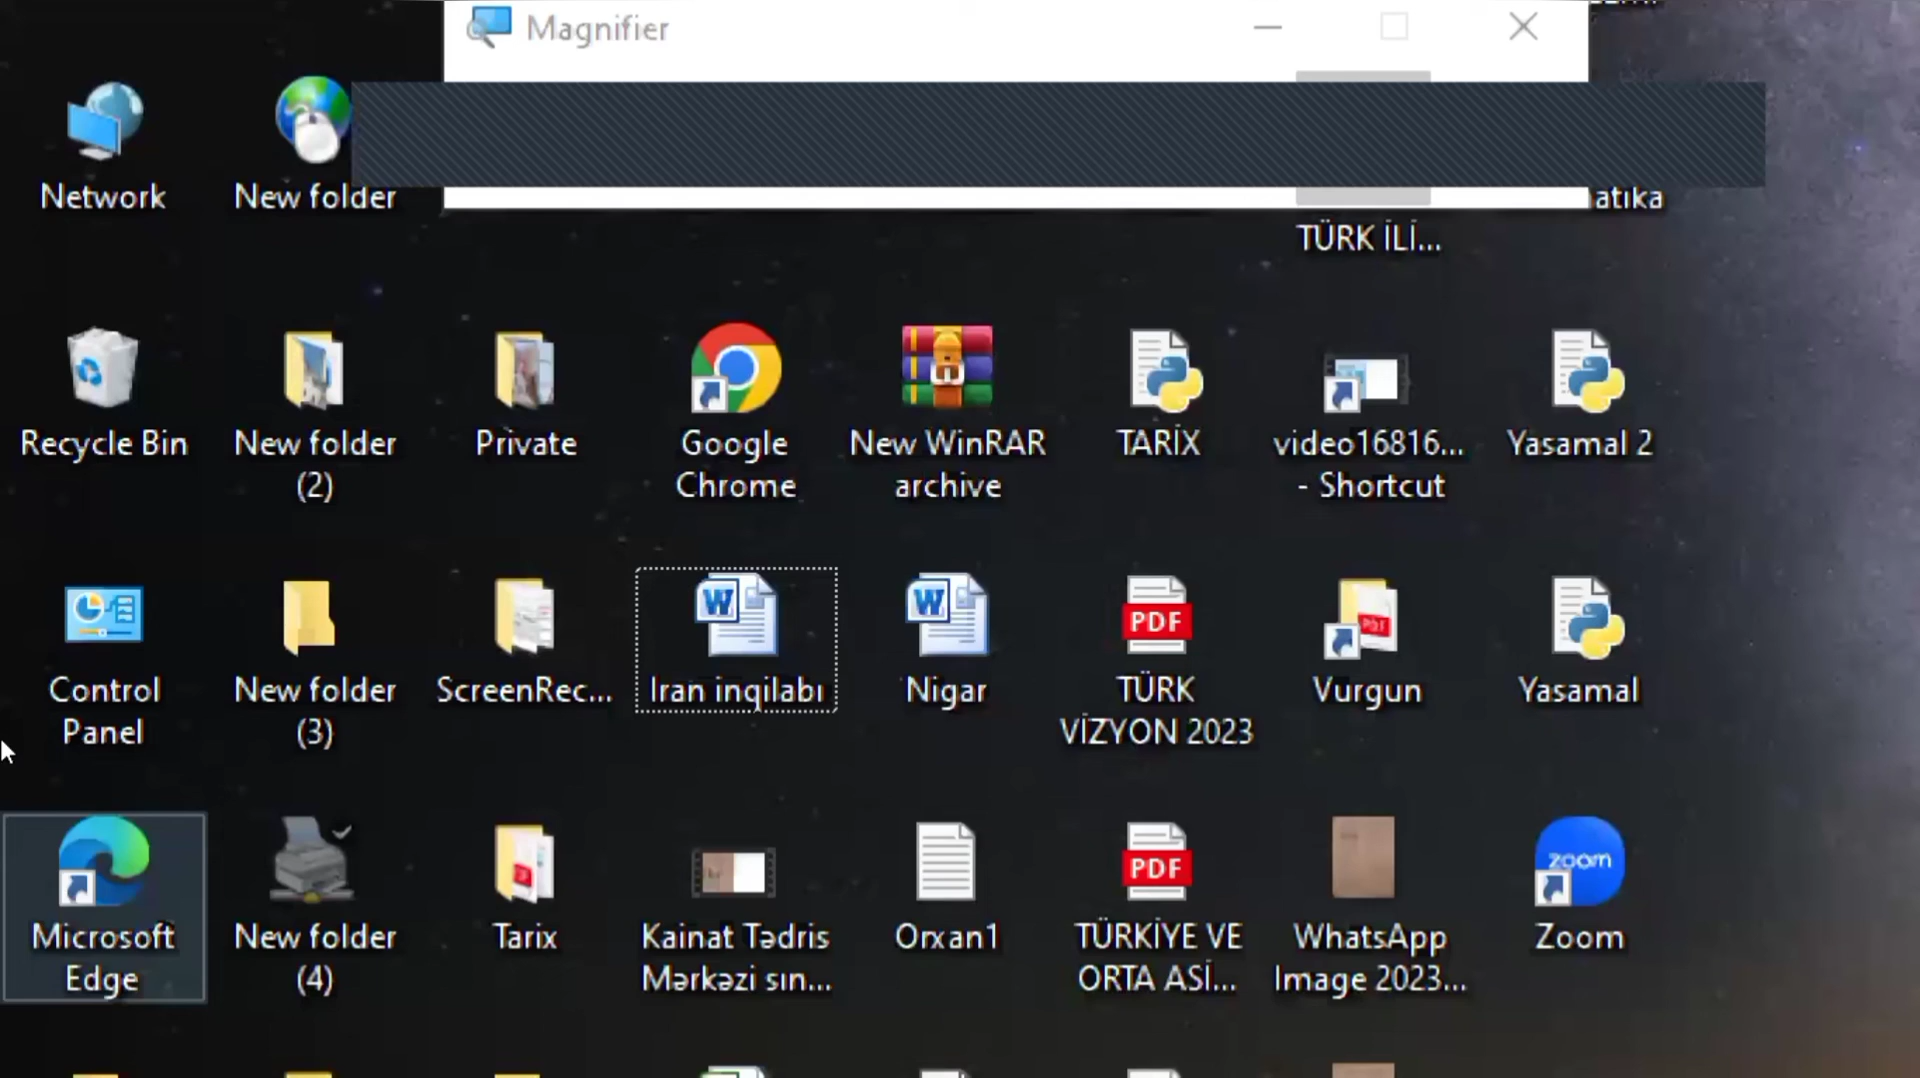 Magnifier
Network
New folder
atika
TÜRK İLİ...
Recycle Bin
New folder
(2)
Private
Google
Chrome
New WinRAR
archive
TARİX
video16816...
- Shortcut
Yasamal 2
Control
Panel
New folder
(3)
ScreenRec...
Iran inqilabı
Nigar
TÜRK
VİZYON 2023
Vurgun
Yasamal
Microsoft
Edge
New folder
(4)
Tarix
Kainat Tədris
Mərkəzi sın...
Orxan1
TÜRKİYE VE
ORTA ASİ...
WhatsApp
Image 2023...
Zoom
PDF
PDF
zoom